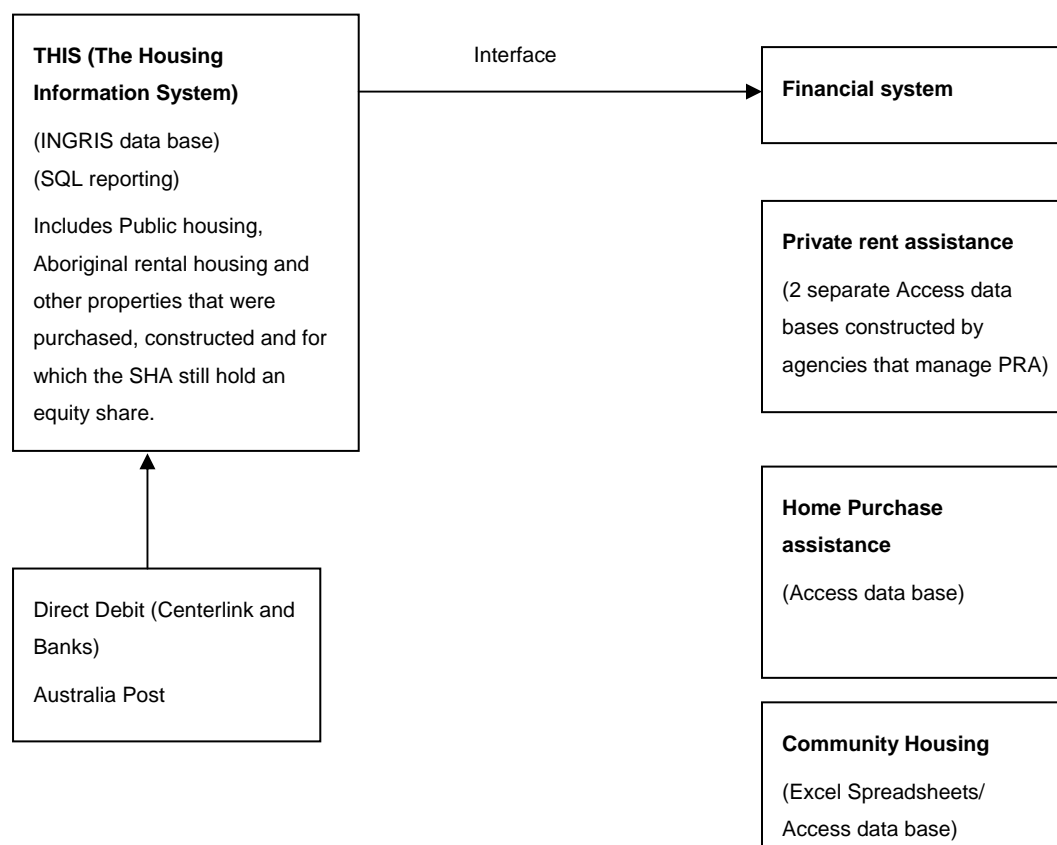 THIS (The Housing
Information System)
(INGRIS data base)
(SQL reporting)
Includes Public housing,
Aboriginal rental housing and
other properties that were
purchased, constructed and for
which the SHA still hold an
equity share.
Interface
Financial system
Private rent assistance
(2 separate Access data
bases constructed by
agencies that manage PRA)
Home Purchase
assistance
(Access data base)
Direct Debit (Centerlink and
Banks)
Australia Post
Community Housing
(Excel Spreadsheets/
Access data base)